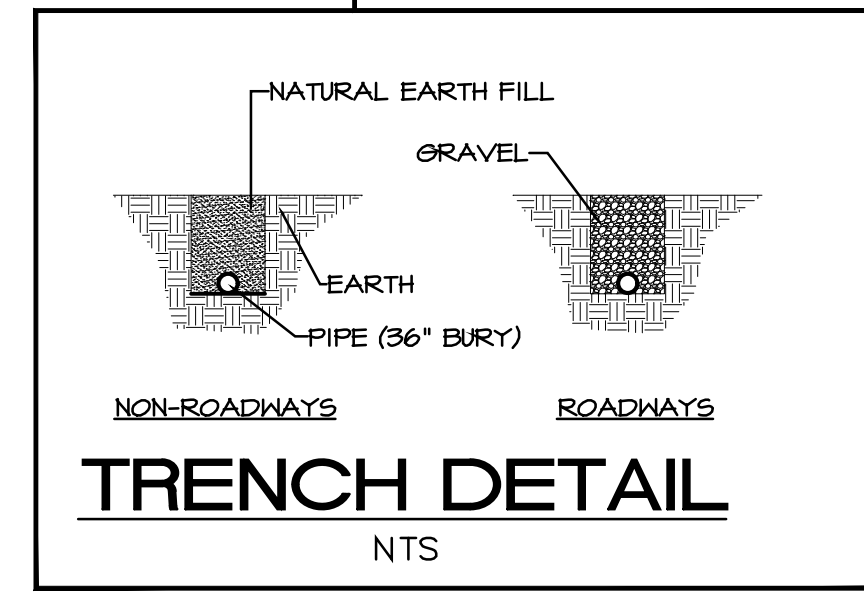 NATURAL EARTH FILL
GRAVEL
EARTH
PIPE (36" BURY)
NON-ROADWAYS
ROADWAYS
TRENCH DETAIL
NTS